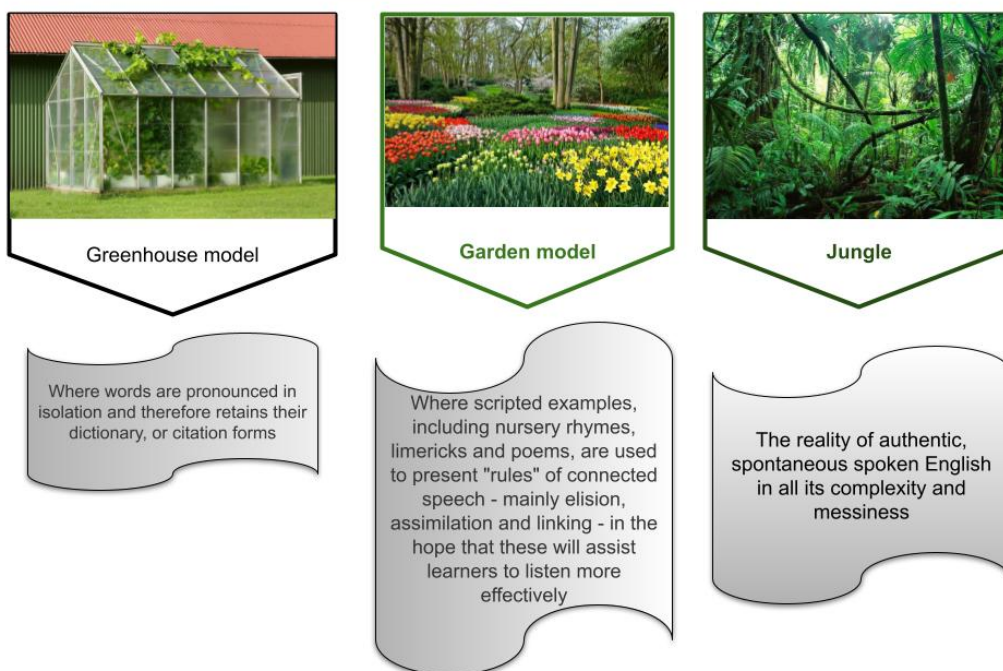 Greenhouse model
Garden model
Jungle
Where words are pronounced in
isolation and therefore retains their
dictionary, or citation forms
Where scripted examples,
including nursery rhymes,
limericks and poems, are used
to present "rules" of connected
speech - mainly elision,
assimilation and linking - in the
hope that these will assist
learners to listen more
effectively
The reality of authentic,
spontaneous spoken English
in all its complexity and
messiness